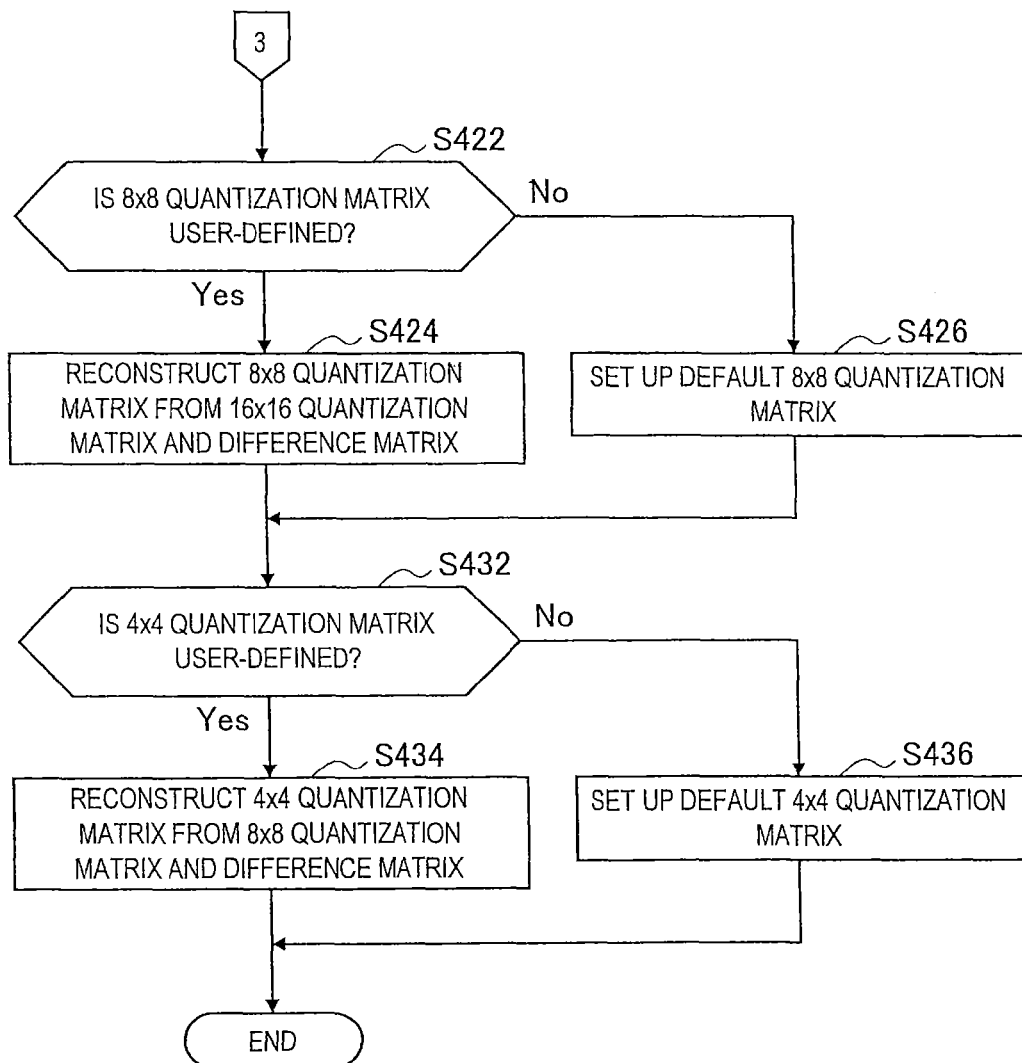 3
S422
IS 8x8 QUANTIZATION MATRIX
USER-DEFINED?
No
Yes
S424
RECONSTRUCT 8x8 QUANTIZATION
MATRIX FROM 16x16 QUANTIZATION
MATRIX AND DIFFERENCE MATRIX
S426
SET UP DEFAULT 8x8 QUANTIZATION
MATRIX
S432
IS 4x4 QUANTIZATION MATRIX
USER-DEFINED?
No
Yes
S434
RECONSTRUCT 4x4 QUANTIZATION
MATRIX FROM 8x8 QUANTIZATION
MATRIX AND DIFFERENCE MATRIX
S436
SET UP DEFAULT 4x4 QUANTIZATION
MATRIX
END